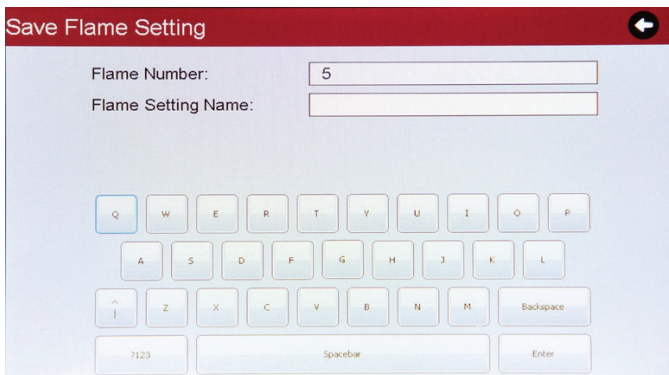 Save Flame Setting
Flame Number: 5
Flame Setting Name:
Q W E R T Y U I O P
A S D F G H J K L
Z X C V B N M Backspace
?123 Spacebar Enter